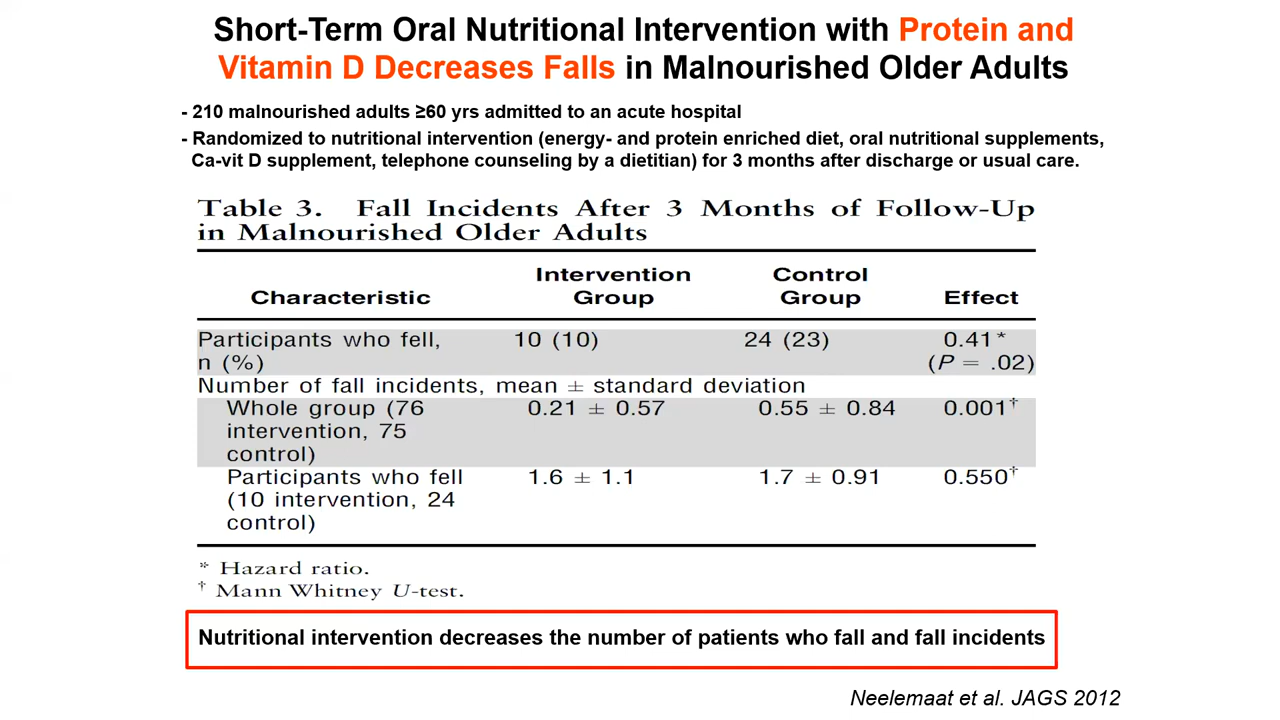 Short-Term Oral Nutritional Intervention with Protein and
Vitamin D Decreases Falls in Malnourished Older Adults
- 210 malnourished adults ≥60 yrs admitted to an acute hospital
- Randomized to nutritional intervention (energy- and protein enriched diet, oral nutritional supplements,
Ca-vit D supplement, telephone counseling by a dietitian) for 3 months after discharge or usual care.
Table 3. Fall Incidents After 3 Months of Follow-Up
in Malnourished Older Adults
Intervention Control
Characteristic Group Group Effect
Participants who fell, 10 (10) 24 (23) 0.41*
n (%) (P = .02)
Number of fall incidents, mean ± standard deviation
Whole group (76 0.21 ± 0.57 0.55 ± 0.84 0.001†
intervention, 75
control)
Participants who fell 1.6 ± 1.1 1.7 ± 0.91 0.550†
(10 intervention, 24
control)
* Hazard ratio.
† Mann Whitney U-test.
Nutritional intervention decreases the number of patients who fall and fall incidents
Neelemaat et al. JAGS 2012